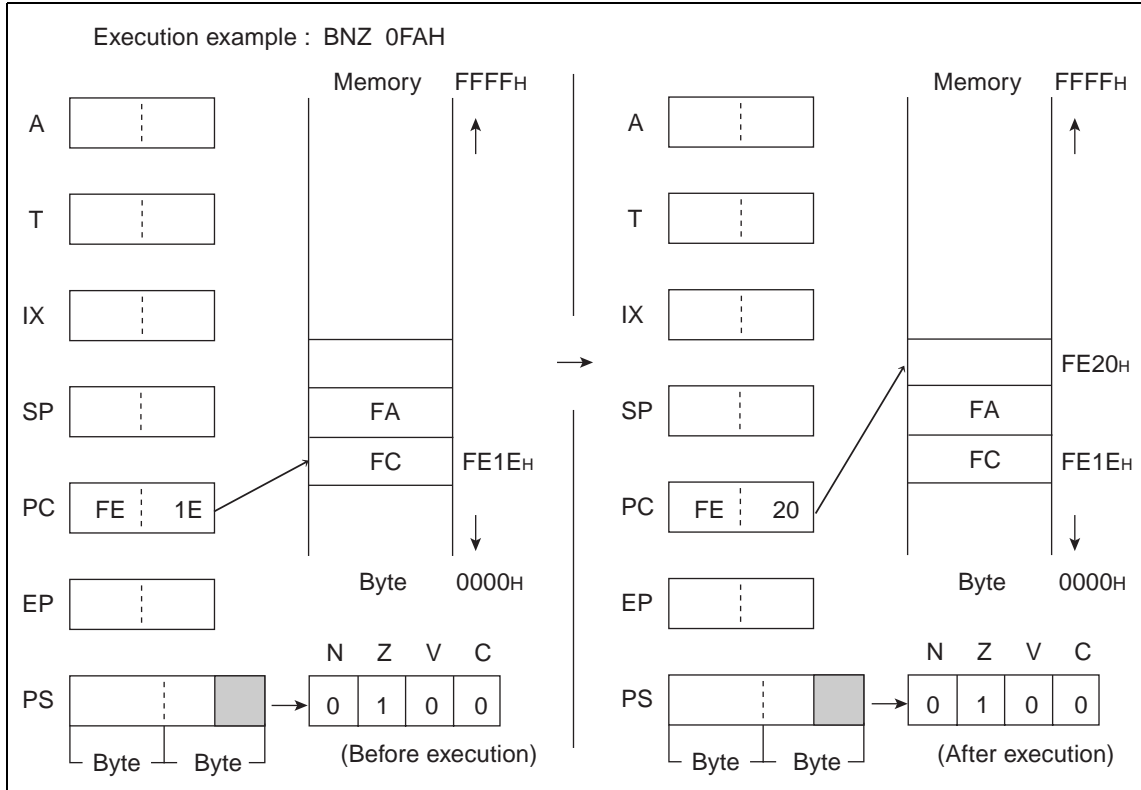 Execution example : BNZ 0FAH
Memory FFFFH
A
T
IX
SP
FA
FC FE1EH
PC FE 1E
Byte 0000H
EP
N Z V C
PS 0 1 0 0
Byte Byte (Before execution)
Memory FFFFH
A
T
IX
FE20H
SP
FA
FC FE1EH
PC FE 20
Byte 0000H
EP
N Z V C
PS 0 1 0 0
Byte Byte (After execution)